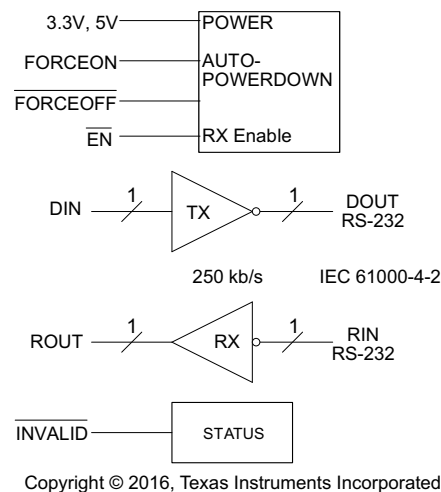 3.3V, 5V POWER
FORCEON AUTO-
POWERDOWN
FORCEOFF
EN RX Enable
DIN 1 TX 1 DOUT
RS-232
250 kb/s IEC 61000-4-2
ROUT 1 RX 1 RIN
RS-232
INVALID STATUS
Copyright © 2016, Texas Instruments Incorporated